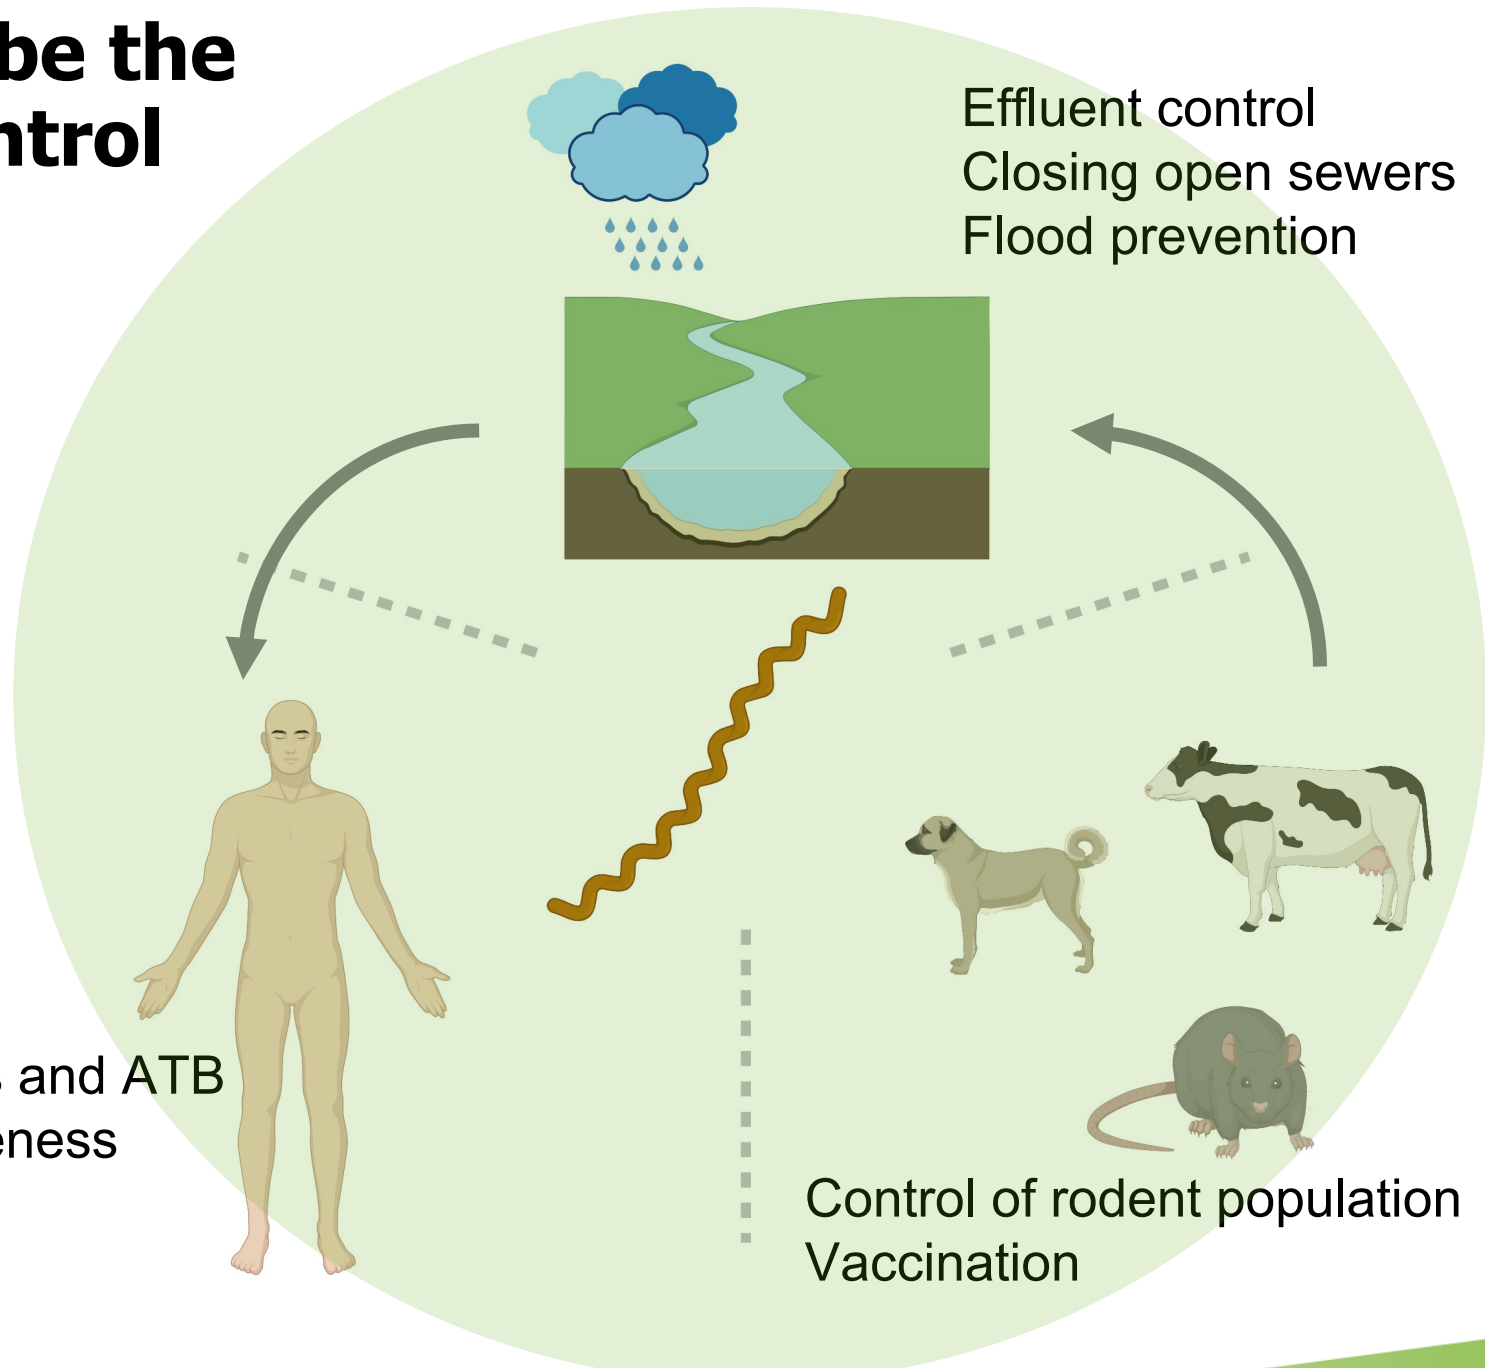 be the
ntrol
Effluent control
Closing open sewers
Flood prevention
s and ATB
eness
Control of rodent population
Vaccination